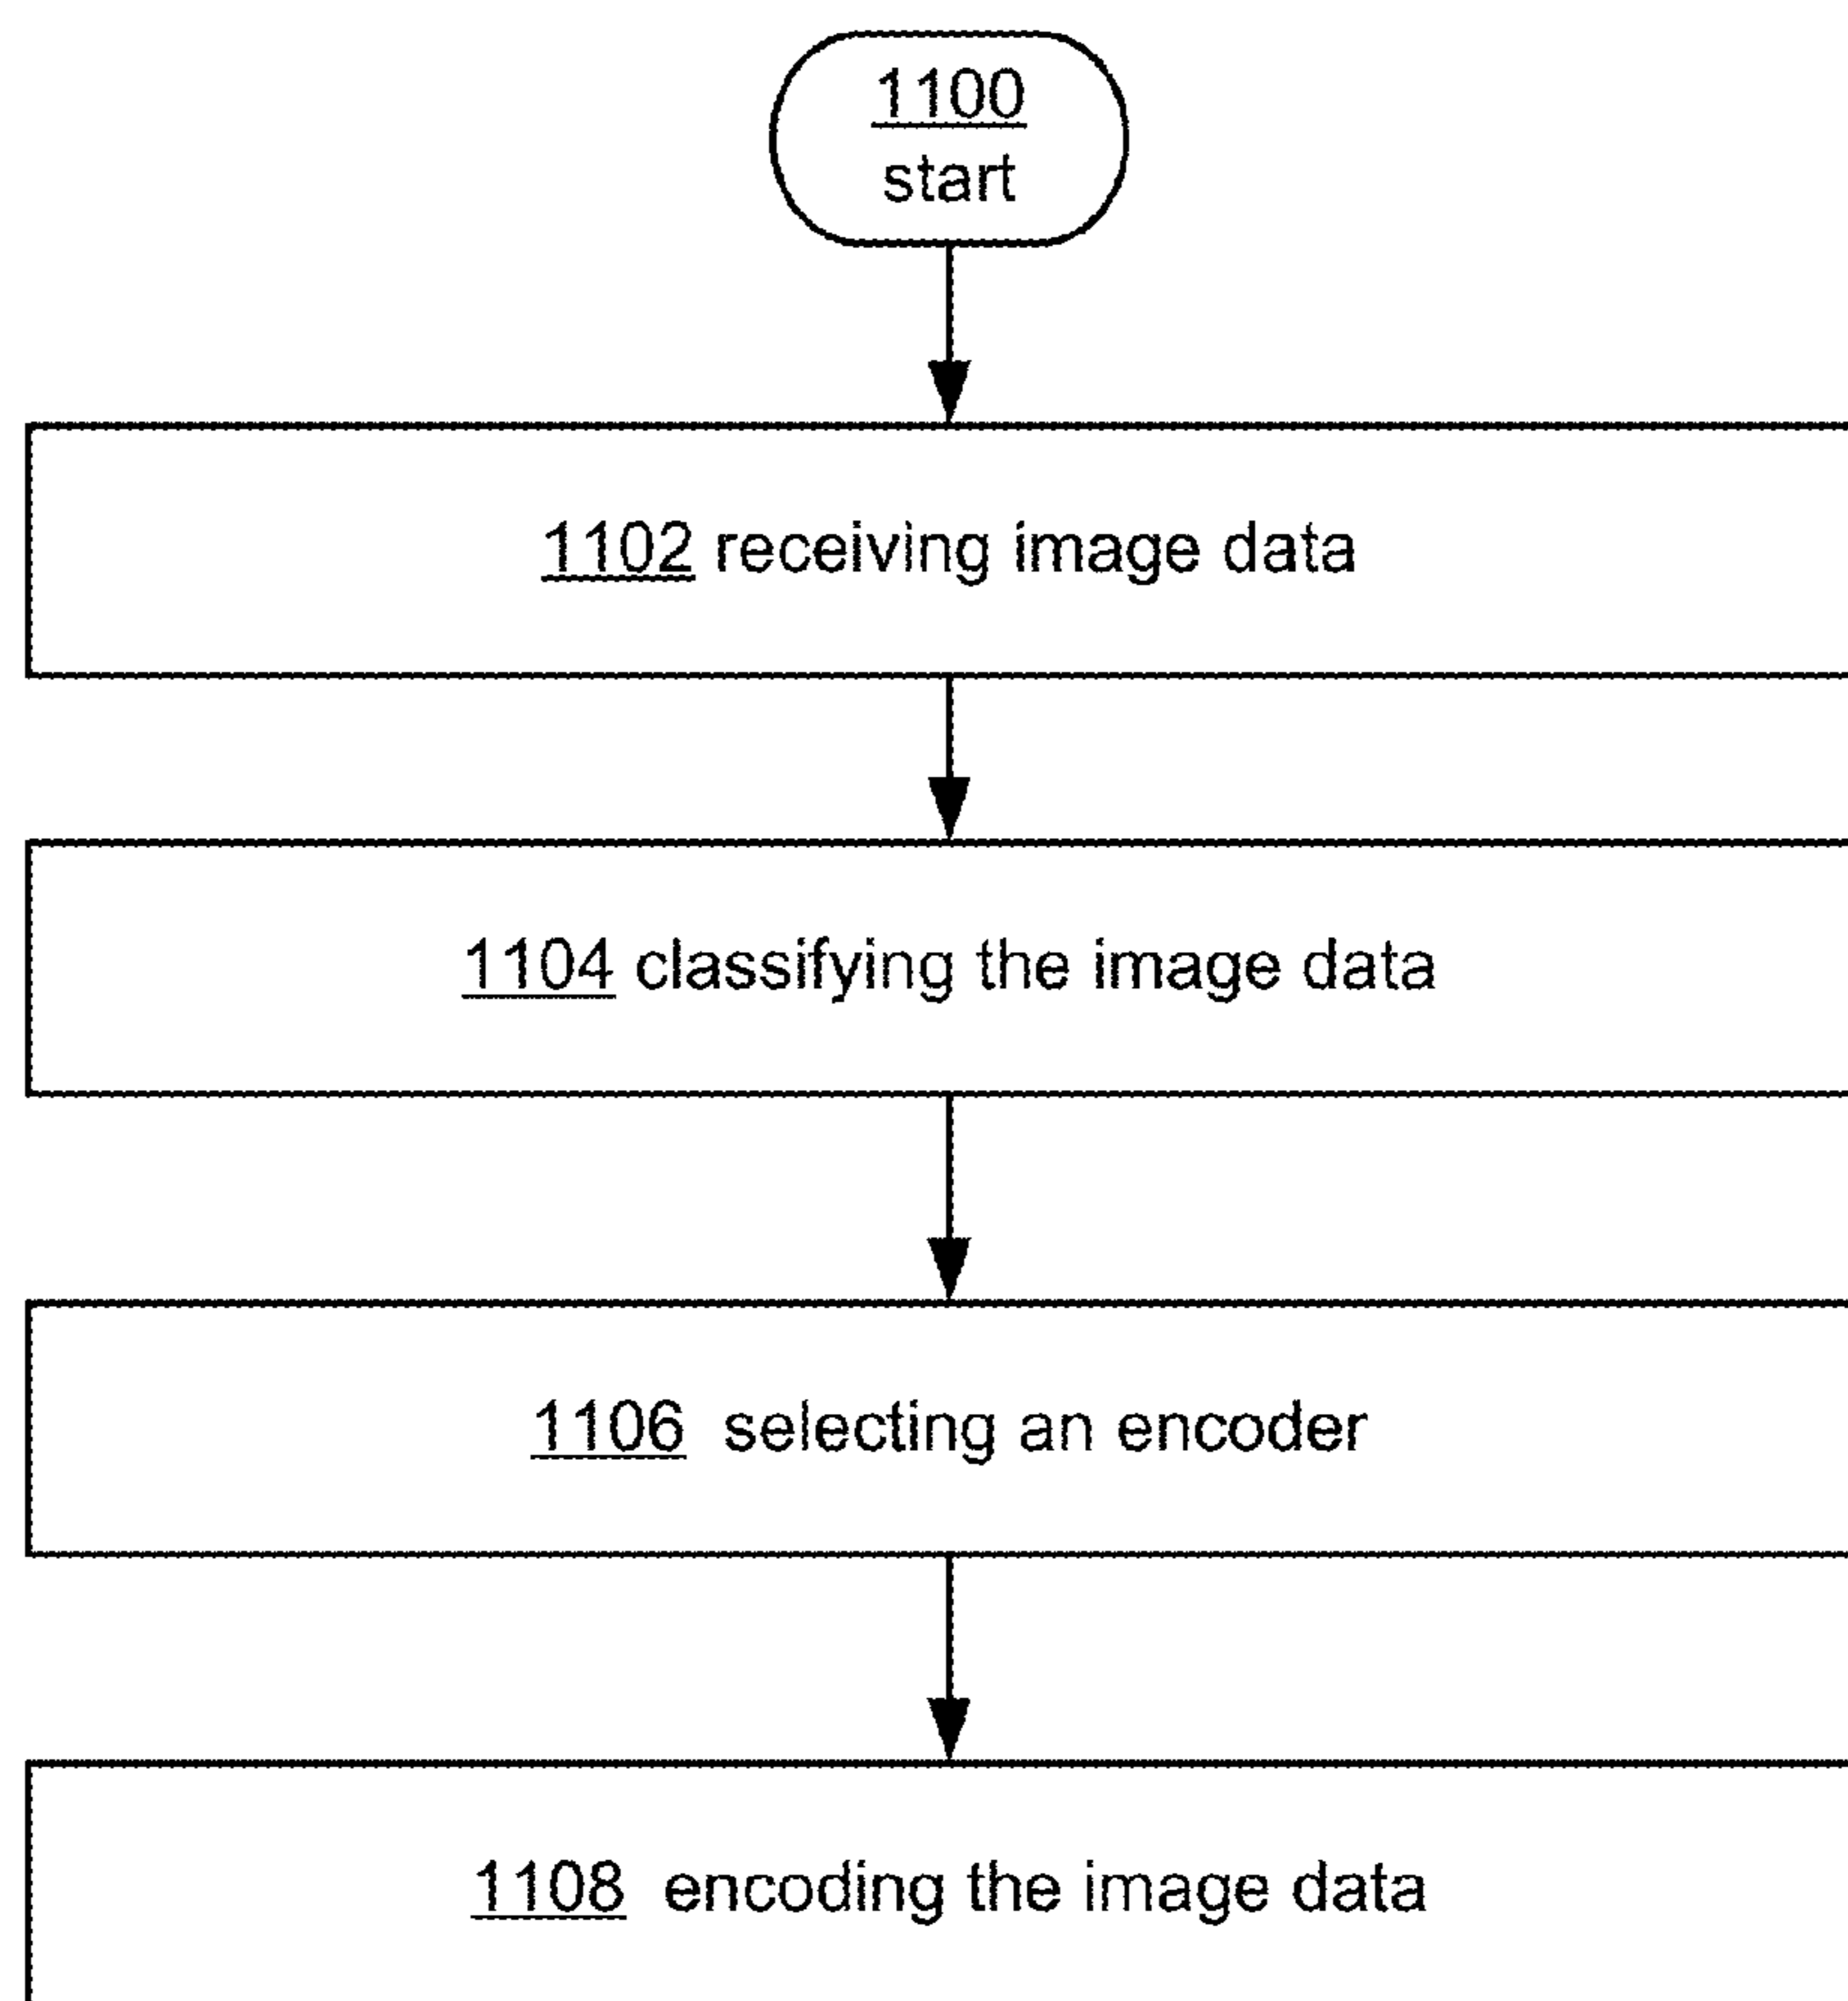 1100
start
1102 receiving image data
1104 classifying the image data
1106 selecting an encoder
1108 encoding the image data